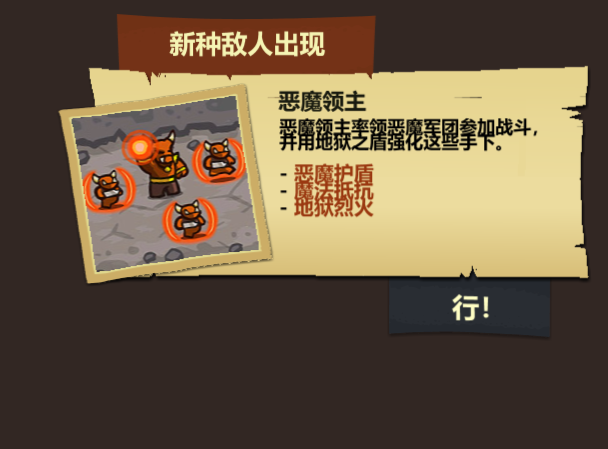 新种敌人出现
恶魔领主
恶魔领主率领恶魔军团参加战斗，
并用地狱之盾强化这些手下。
- 恶魔护盾
- 魔法抵抗
- 地狱烈火
行!